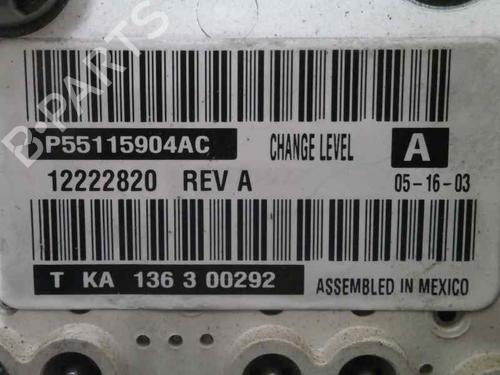 B-PARTS
P55115904AC
CHANGE LEVEL
A
12222820 REV A
05-16-03
T KA 136 3 00292
ASSEMBLED IN MEXICO